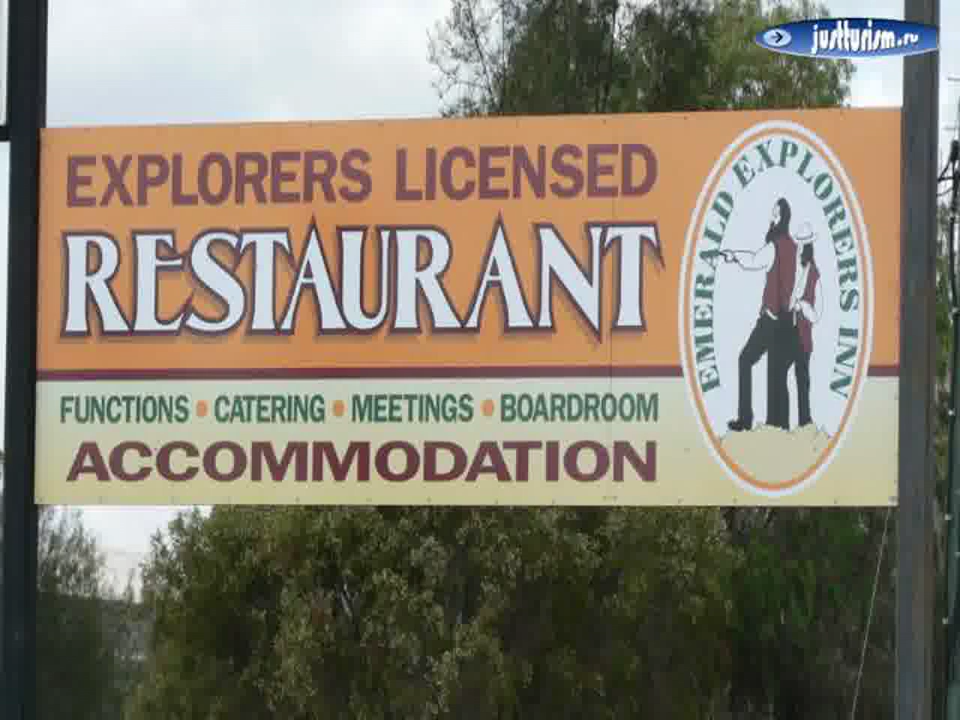 justturism.ru
EXPLORERS LICENSED
RESTAURANT
FUNCTIONS • CATERING • MEETINGS • BOARDROOM
ACCOMMODATION
EMERALD EXPLORERS INN